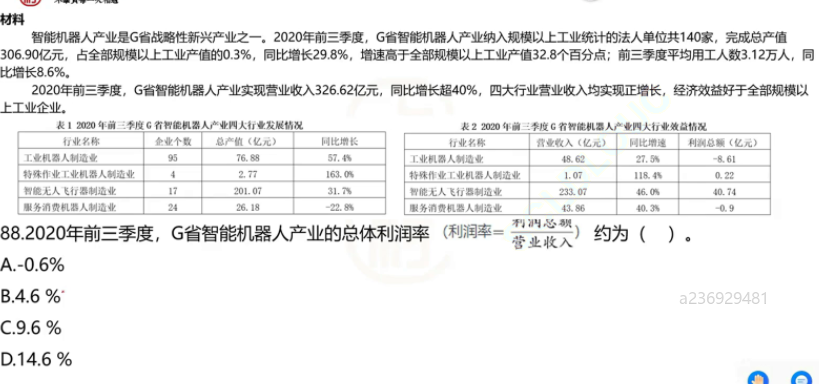 材料
智能机器人产业是G省战略性新兴产业之一。2020年前三季度，G省智能机器人产业纳入规模以上工业统计的法人单位共140家，完成总产值
306.90亿元，占全部规模以上工业产值的0.3%，同比增长29.8%，增速高于全部规模以上工业产值32.8个百分点；前三季度平均用工人数3.12万人，同
比增长8.6%。
2020年前三季度，G省智能机器人产业实现营业收入326.62亿元，同比增长超40%，四大行业营业收入均实现正增长，经济效益好于全部规模以
上工业企业。
表1 2020年前三季度G省智能机器人产业四大行业发展情况
行业名称 企业个数 总产值（亿元） 同比增长
工业机器人制造业 95 76.88 57.4%
特殊作业工业机器人制造业 4 2.77 163.0%
智能无人飞行器制造业 17 201.07 31.7%
服务消费机器人制造业 24 26.18 -22.8%
表2 2020年前三季度G省智能机器人产业四大行业效益情况
行业名称 营业收入（亿元） 同比增速 利润总额（亿元）
工业机器人制造业 48.62 27.5% -8.61
特殊作业工业机器人制造业 1.07 118.4% 0.22
智能无人飞行器制造业 233.07 46.0% 40.74
服务消费机器人制造业 43.86 40.3% -0.9
88.2020年前三季度，G省智能机器人产业的总体利润率（利润率=利润总额/营业收入）约为（ ）。
A.-0.6%
B.4.6 %
C.9.6 %
D.14.6 %
a236929481